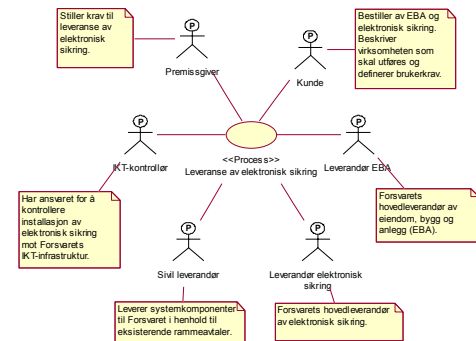 Stiller krav til
leveranse av
elektronisk
sikring.
P
Premissgiver
P
Kunde
Bestiller av EBA og
elektronisk sikring.
Beskriver
virksomheten som
skal utføres og
definerer brukerkrav.
P
IKT-kontrollør
<<Process>>
Leveranse av elektronisk sikring
P
Leverandør EBA
Har ansvaret for å
kontrollere
installasjon av
elektronisk sikring
mot Forsvarets
IKT-infrastruktur.
Forsvarets
hovedleverandør av
eiendom, bygg og
anlegg (EBA).
P
Sivil leverandør
P
Leverandør elektronisk
sikring
Leverer systemkomponenter
til Forsvaret i henhold til
eksisterende rammeavtaler.
Forsvarets hovedleverandør
av elektronisk sikring.